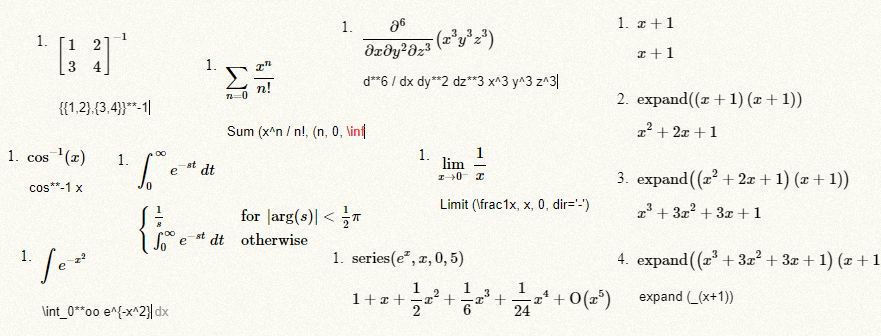 1. [1 2; 3 4]^-1
{{1,2},{3,4}}**-1
1. ∑_{n=0} x^n / n!
Sum (x^n / n!, (n, 0, \inf
1. ∂^6 / ∂x∂y^2∂z^3 (x^3y^3z^3)
d**6 / dx dy**2 dz**3 x^3 y^3 z^3
1. cos^-1(x)
cos**-1 x
1. ∫_0^∞ e^-st dt
{ 1/s for |arg(s)| < 1/2 π
∫_0^∞ e^-st dt otherwise
1. lim_{x→0^-} 1/x
Limit (\frac1x, x, 0, dir='-')
1. ∫ e^-x^2
\int_0**oo e^{-x^2} dx
1. series(e^x, x, 0, 5)
1 + x + 1/2 x^2 + 1/6 x^3 + 1/24 x^4 + O(x^5)
1. x + 1
x + 1
2. expand((x + 1) (x + 1))
x^2 + 2x + 1
3. expand((x^2 + 2x + 1) (x + 1))
x^3 + 3x^2 + 3x + 1
4. expand((x^3 + 3x^2 + 3x + 1) (x + 1
expand (_(x+1))